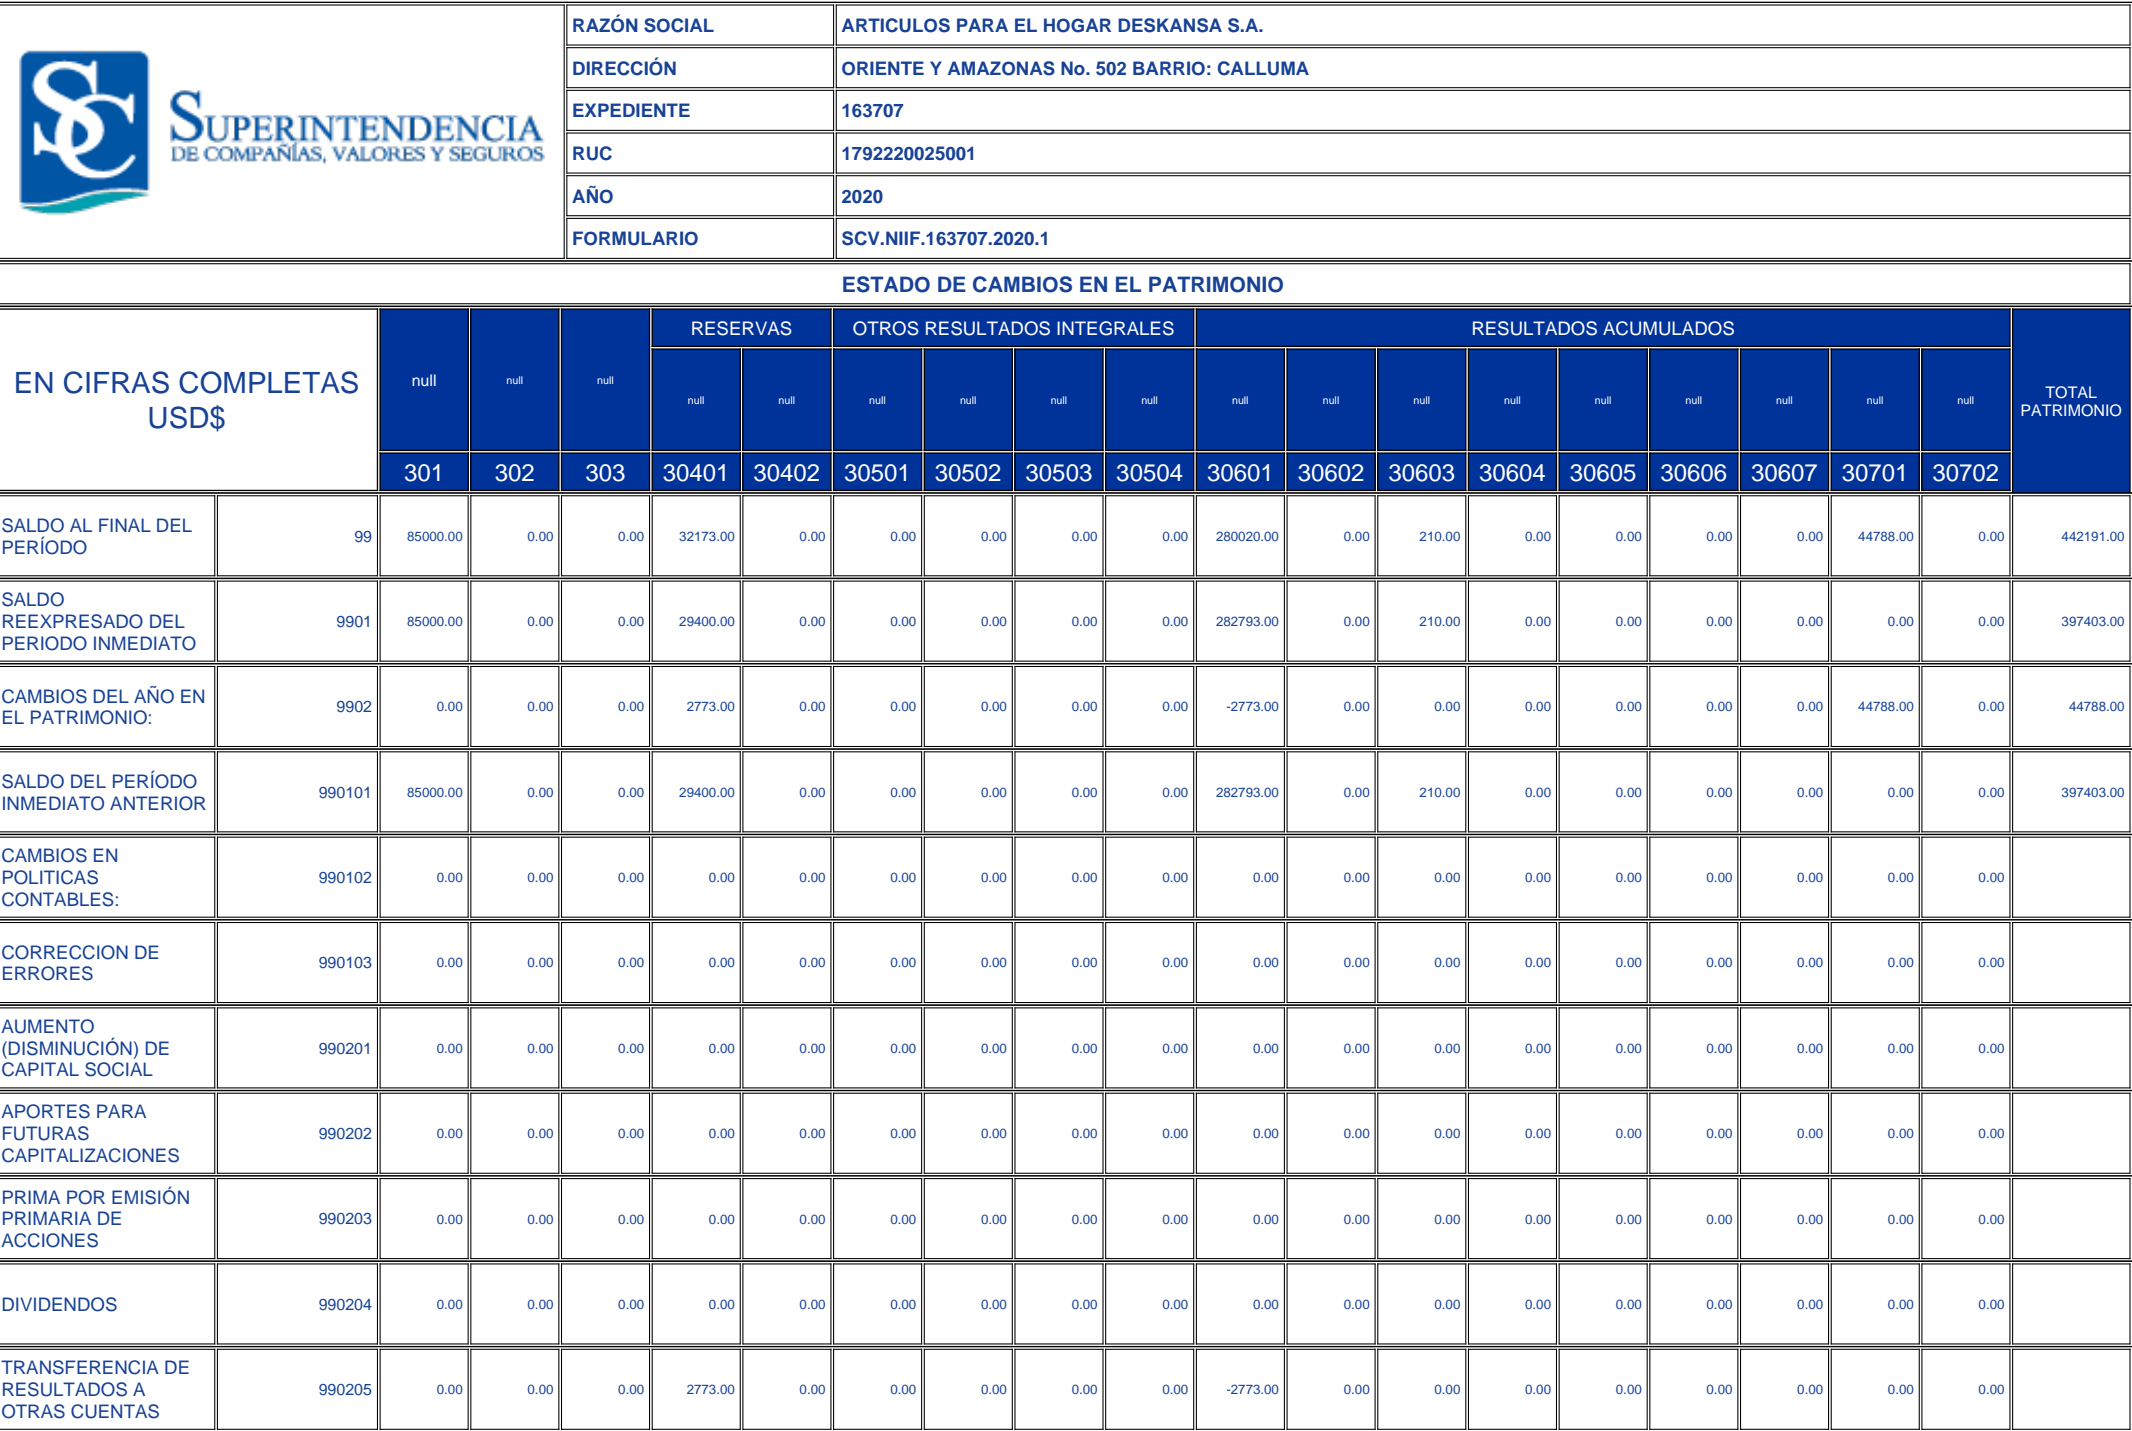 SC
SUPERINTENDENCIA
DE COMPAÑÍAS, VALORES Y SEGUROS
RAZÓN SOCIAL ARTICULOS PARA EL HOGAR DESKANSA S.A.
DIRECCIÓN ORIENTE Y AMAZONAS No. 502 BARRIO: CALLUMA
EXPEDIENTE 163707
RUC 1792220025001
AÑO 2020
FORMULARIO SCV.NIIF.163707.2020.1
ESTADO DE CAMBIOS EN EL PATRIMONIO
EN CIFRAS COMPLETAS
USD$
RESERVAS OTROS RESULTADOS INTEGRALES RESULTADOS ACUMULADOS
null null null
null null null null null null null null null null null null null null null
TOTAL
PATRIMONIO
301 302 303 30401 30402 30501 30502 30503 30504 30601 30602 30603 30604 30605 30606 30607 30701 30702
SALDO AL FINAL DEL
PERÍODO
99 85000.00 0.00 0.00 32173.00 0.00 0.00 0.00 0.00 0.00 280020.00 0.00 210.00 0.00 0.00 0.00 0.00 44788.00 0.00 442191.00
SALDO
REEXPRESADO DEL
PERIODO INMEDIATO
9901 85000.00 0.00 0.00 29400.00 0.00 0.00 0.00 0.00 0.00 282793.00 0.00 210.00 0.00 0.00 0.00 0.00 0.00 0.00 397403.00
CAMBIOS DEL AÑO EN
EL PATRIMONIO:
9902 0.00 0.00 0.00 2773.00 0.00 0.00 0.00 0.00 0.00 -2773.00 0.00 0.00 0.00 0.00 0.00 0.00 44788.00 0.00 44788.00
SALDO DEL PERÍODO
INMEDIATO ANTERIOR
990101 85000.00 0.00 0.00 29400.00 0.00 0.00 0.00 0.00 0.00 282793.00 0.00 210.00 0.00 0.00 0.00 0.00 0.00 0.00 397403.00
CAMBIOS EN
POLITICAS
CONTABLES:
990102 0.00 0.00 0.00 0.00 0.00 0.00 0.00 0.00 0.00 0.00 0.00 0.00 0.00 0.00 0.00 0.00 0.00 0.00
CORRECCION DE
ERRORES
990103 0.00 0.00 0.00 0.00 0.00 0.00 0.00 0.00 0.00 0.00 0.00 0.00 0.00 0.00 0.00 0.00 0.00 0.00
AUMENTO
(DISMINUCIÓN) DE
CAPITAL SOCIAL
990201 0.00 0.00 0.00 0.00 0.00 0.00 0.00 0.00 0.00 0.00 0.00 0.00 0.00 0.00 0.00 0.00 0.00 0.00
APORTES PARA
FUTURAS
CAPITALIZACIONES
990202 0.00 0.00 0.00 0.00 0.00 0.00 0.00 0.00 0.00 0.00 0.00 0.00 0.00 0.00 0.00 0.00 0.00 0.00
PRIMA POR EMISIÓN
PRIMARIA DE
ACCIONES
990203 0.00 0.00 0.00 0.00 0.00 0.00 0.00 0.00 0.00 0.00 0.00 0.00 0.00 0.00 0.00 0.00 0.00 0.00
DIVIDENDOS 990204 0.00 0.00 0.00 0.00 0.00 0.00 0.00 0.00 0.00 0.00 0.00 0.00 0.00 0.00 0.00 0.00 0.00 0.00
TRANSFERENCIA DE
RESULTADOS A
OTRAS CUENTAS
990205 0.00 0.00 0.00 2773.00 0.00 0.00 0.00 0.00 0.00 -2773.00 0.00 0.00 0.00 0.00 0.00 0.00 0.00 0.00